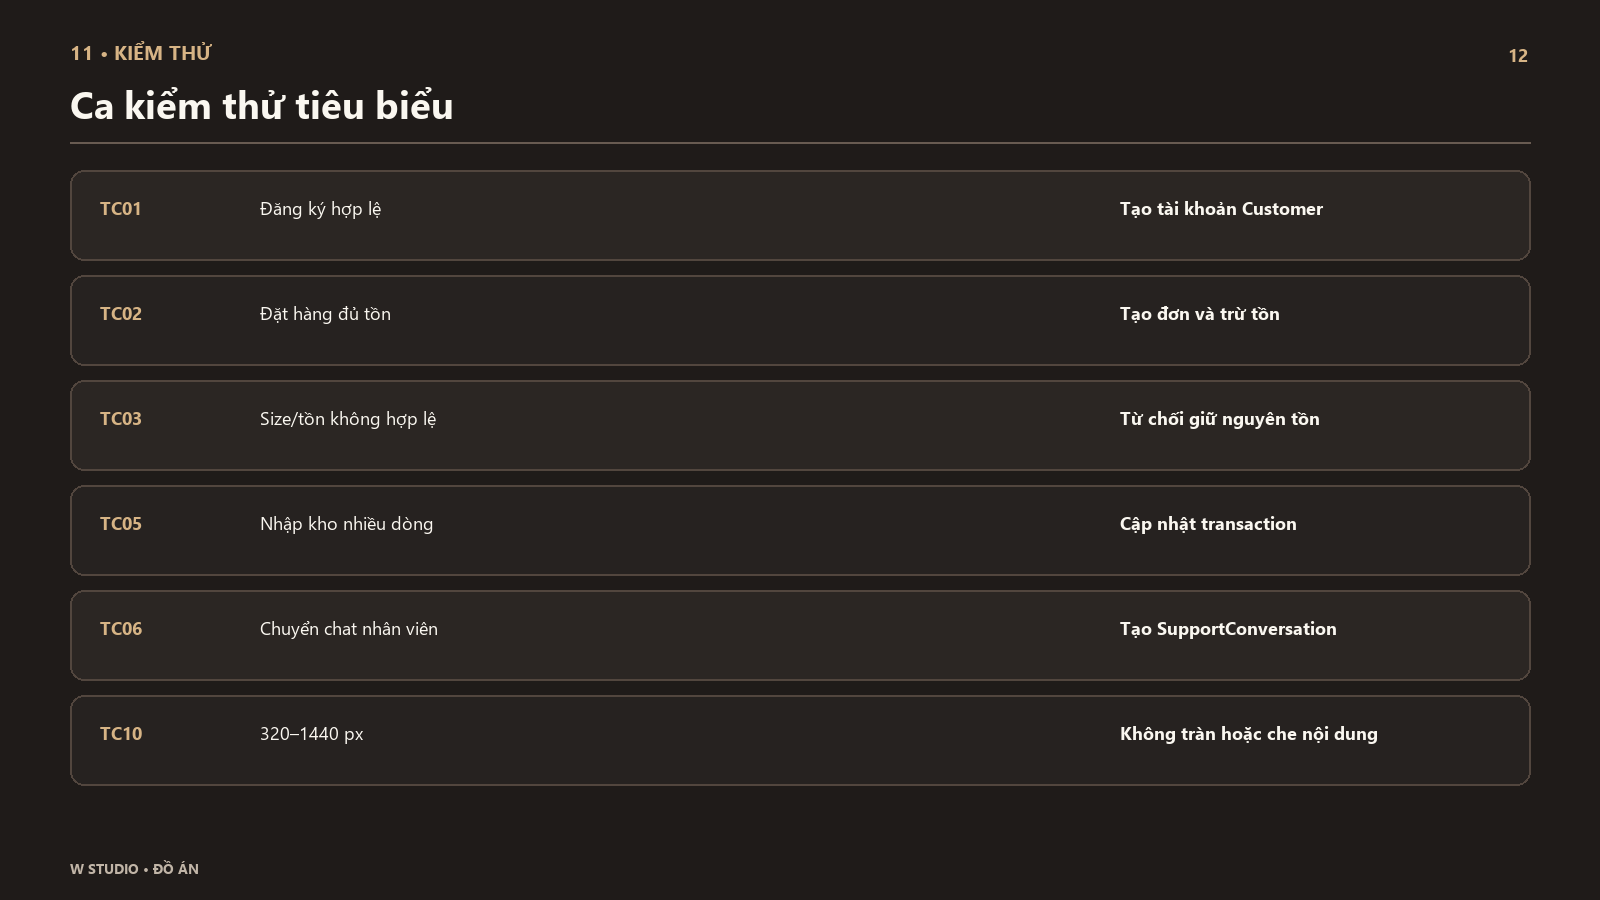 11 • KIỂM THỬ
12
Ca kiểm thử tiêu biểu
TC01 Đăng ký hợp lệ Tạo tài khoản Customer
TC02 Đặt hàng đủ tồn Tạo đơn và trừ tồn
TC03 Size/tồn không hợp lệ Từ chối giữ nguyên tồn
TC05 Nhập kho nhiều dòng Cập nhật transaction
TC06 Chuyển chat nhân viên Tạo SupportConversation
TC10 320–1440 px Không tràn hoặc che nội dung
W STUDIO • ĐỒ ÁN